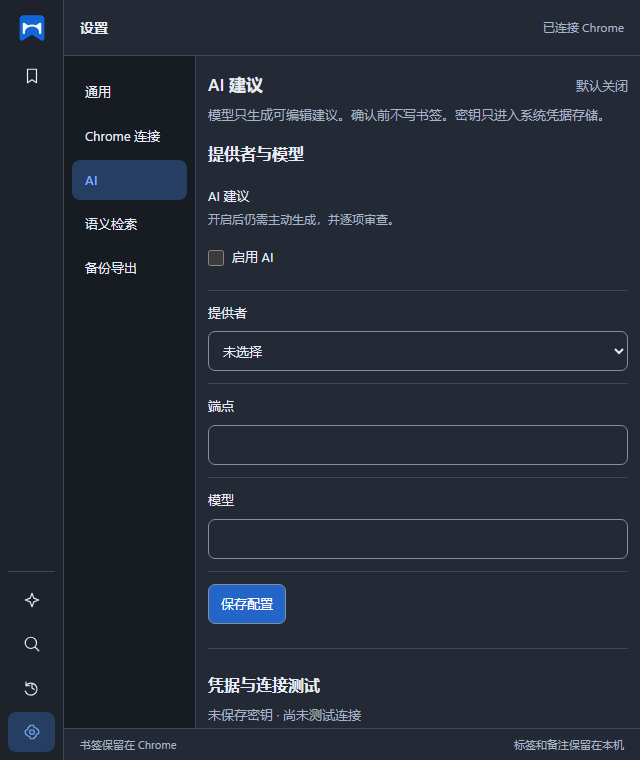 设置
已连接 Chrome
通用
Chrome 连接
AI
语义检索
备份导出
AI 建议
默认关闭
模型只生成可编辑建议。确认前不写书签。密钥只进入系统凭据存储。
提供者与模型
AI 建议
开启后仍需主动生成，并逐项审查。
启用 AI
提供者
未选择
端点
模型
保存配置
凭据与连接测试
未保存密钥 · 尚未测试连接
书签保留在 Chrome
标签和备注保留在本机